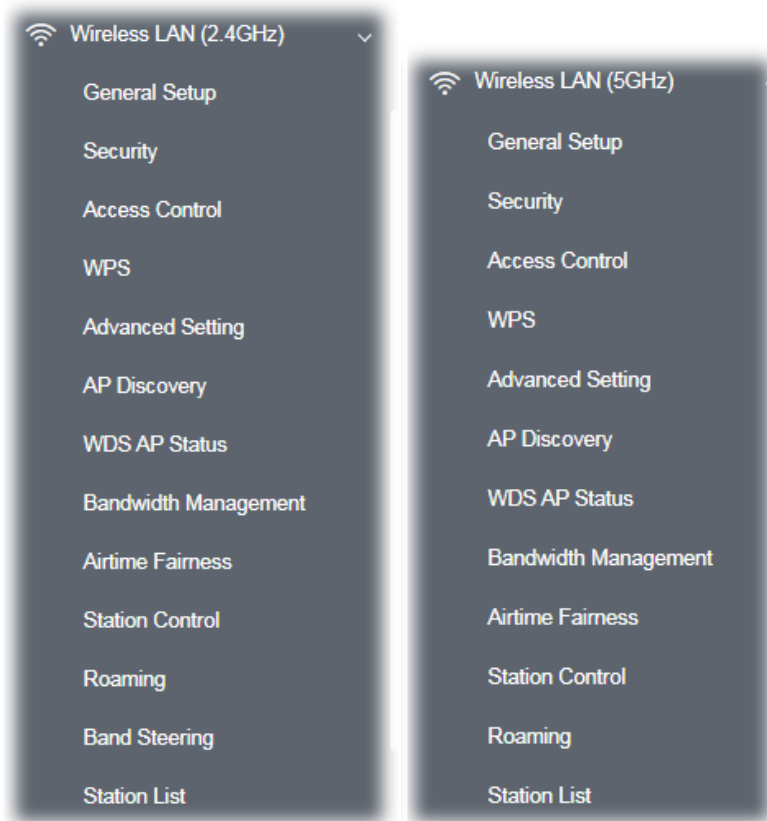 Wireless LAN (2.4GHz)
General Setup
Security
Access Control
WPS
Advanced Setting
AP Discovery
WDS AP Status
Bandwidth Management
Airtime Fairness
Station Control
Roaming
Band Steering
Station List
Wireless LAN (5GHz)
General Setup
Security
Access Control
WPS
Advanced Setting
AP Discovery
WDS AP Status
Bandwidth Management
Airtime Fairness
Station Control
Roaming
Station List